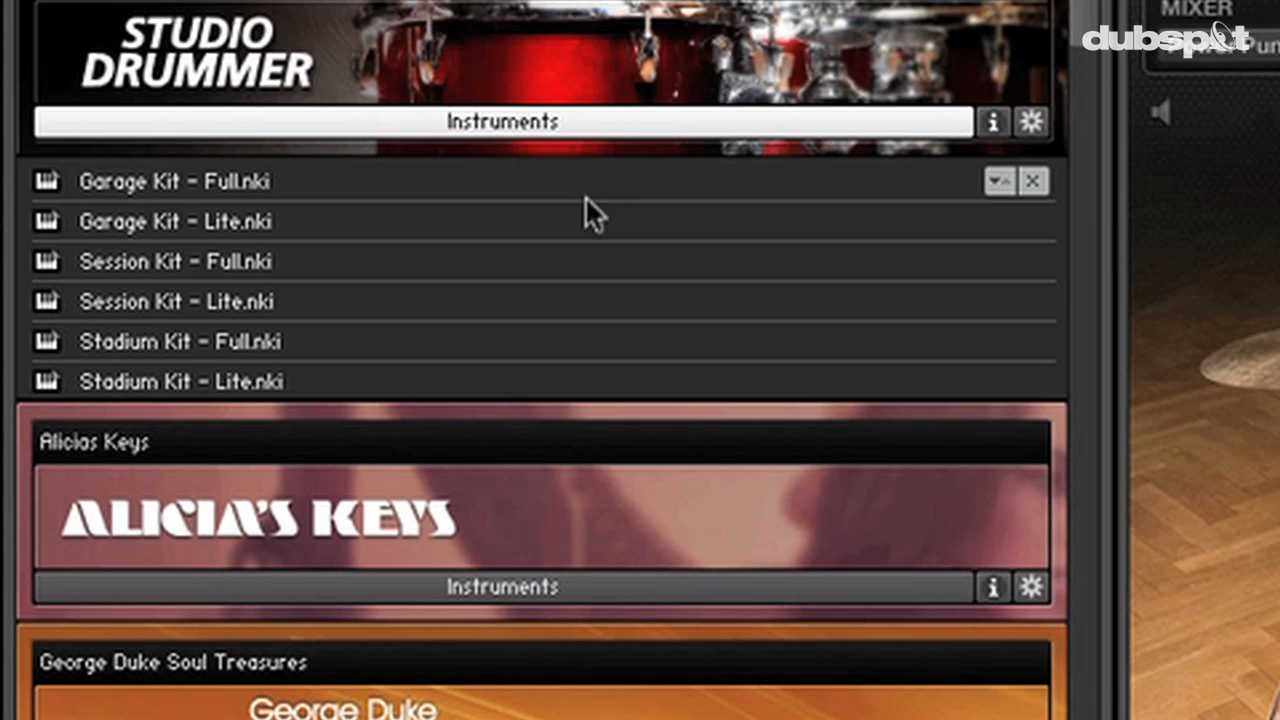 STUDIO
DRUMMER
Instruments
i
Garage Kit - Full.nki
Garage Kit - Lite.nki
Session Kit - Full.nki
Session Kit - Lite.nki
Stadium Kit - Full.nki
Stadium Kit - Lite.nki
Alicias Keys
ALICIA'S KEYS
Instruments
i
George Duke Soul Treasures
George Duke
MIXER
dubspot